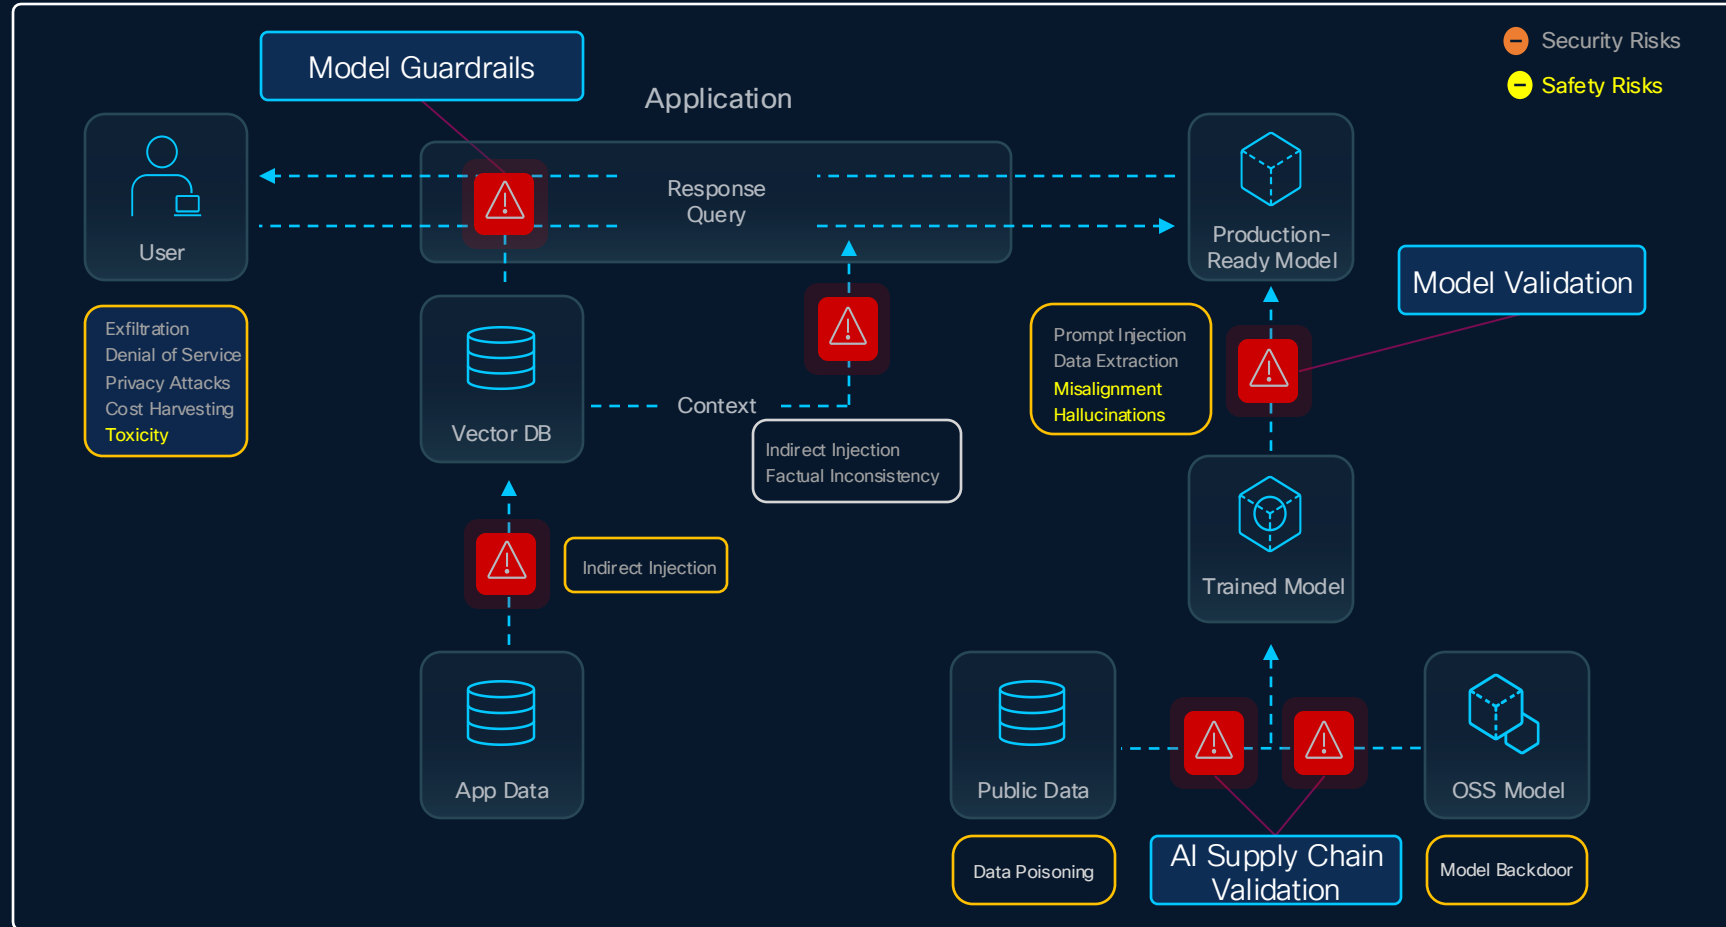 Model Guardrails
Application
Security Risks
Safety Risks
User
Response
Query
Production-
Ready Model
Model Validation
Exfiltration
Denial of Service
Privacy Attacks
Cost Harvesting
Toxicity
Vector DB
Context
Indirect Injection
Factual Inconsistency
Prompt Injection
Data Extraction
Misalignment
Hallucinations
Indirect Injection
Trained Model
App Data
Public Data
OSS Model
Data Poisoning
AI Supply Chain
Validation
Model Backdoor